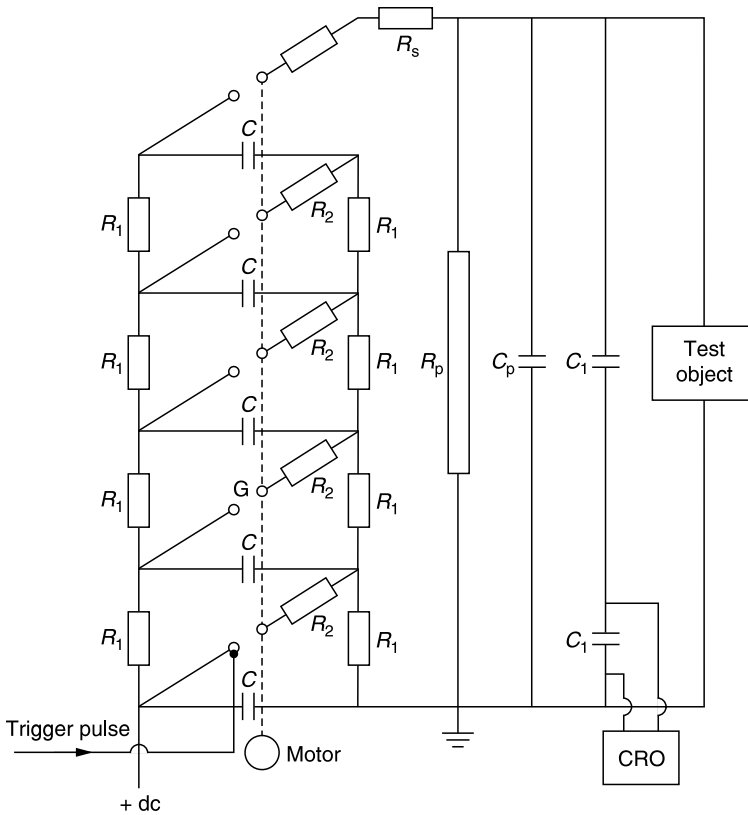 Rs
C
R2
R1
R1
C
R2
R1
Rp
Cp
C1
Test
object
R1
C
G
R2
R1
R1
C
R2
C1
R1
R1
C
Trigger pulse
Motor
CRO
+ dc